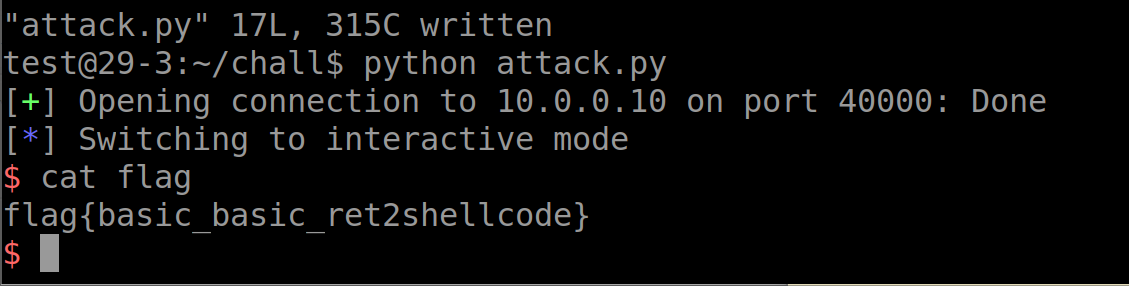 "attack.py" 17L, 315C written
test@29-3:~/chall$ python attack.py
[+] Opening connection to 10.0.0.10 on port 40000: Done
[*] Switching to interactive mode
$ cat flag
flag{basic_basic_ret2shellcode}
$